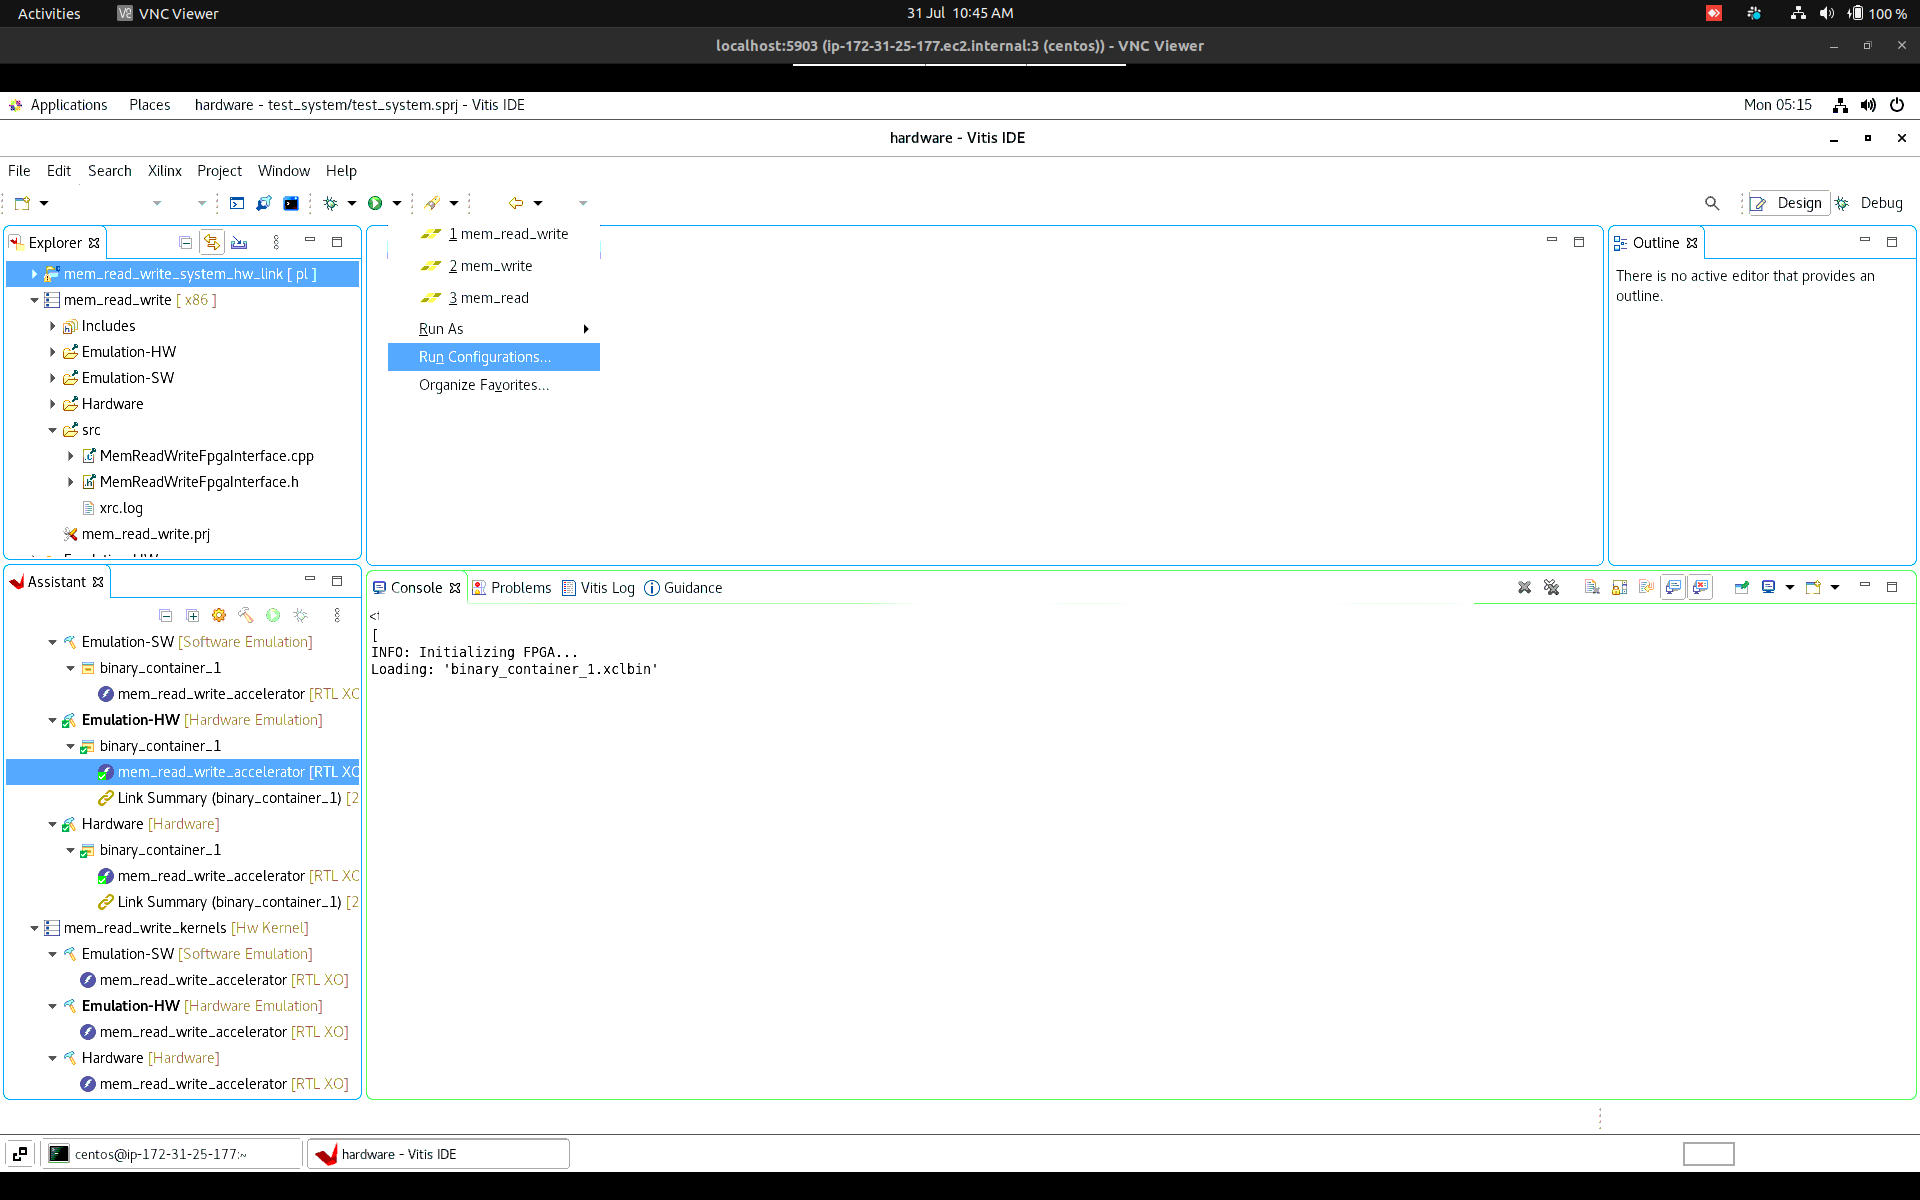 Activities
VNC Viewer
31 Jul 10:45 AM
100 %
localhost:5903 (ip-172-31-25-177.ec2.internal:3 (centos)) - VNC Viewer
Applications Places hardware - test_system/test_system.sprj - Vitis IDE
Mon 05:15
hardware - Vitis IDE
File Edit Search Xilinx Project Window Help
Design Debug
Explorer
mem_read_write_system_hw_link [ pl ]
mem_read_write [ x86 ]
Includes
Emulation-HW
Emulation-SW
Hardware
src
MemReadWriteFpgaInterface.cpp
MemReadWriteFpgaInterface.h
xrc.log
mem_read_write.prj
1 mem_read_write
2 mem_write
3 mem_read
Run As
Run Configurations...
Organize Favorites...
Outline
There is no active editor that provides an
outline.
Assistant
Emulation-SW [Software Emulation]
binary_container_1
mem_read_write_accelerator [RTL XO
Emulation-HW [Hardware Emulation]
binary_container_1
mem_read_write_accelerator [RTL XO
Link Summary (binary_container_1) [2
Hardware [Hardware]
binary_container_1
mem_read_write_accelerator [RTL XO
Link Summary (binary_container_1) [2
mem_read_write_kernels [Hw Kernel]
Emulation-SW [Software Emulation]
mem_read_write_accelerator [RTL XO]
Emulation-HW [Hardware Emulation]
mem_read_write_accelerator [RTL XO]
Hardware [Hardware]
mem_read_write_accelerator [RTL XO]
Console Problems Vitis Log Guidance
[
INFO: Initializing FPGA...
Loading: 'binary_container_1.xclbin'
centos@ip-172-31-25-177:~
hardware - Vitis IDE